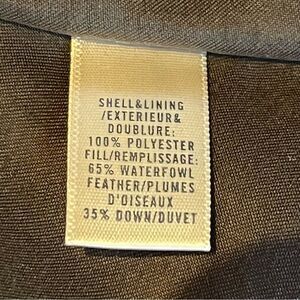 SHELL&LINING
/EXTERIEUR&
DOUBLURE:
100% POLYESTER
FILL/REMPLISSAGE:
65% WATERFOWL
FEATHER/PLUMES
D'OISEAUX
35% DOWN/DUVET